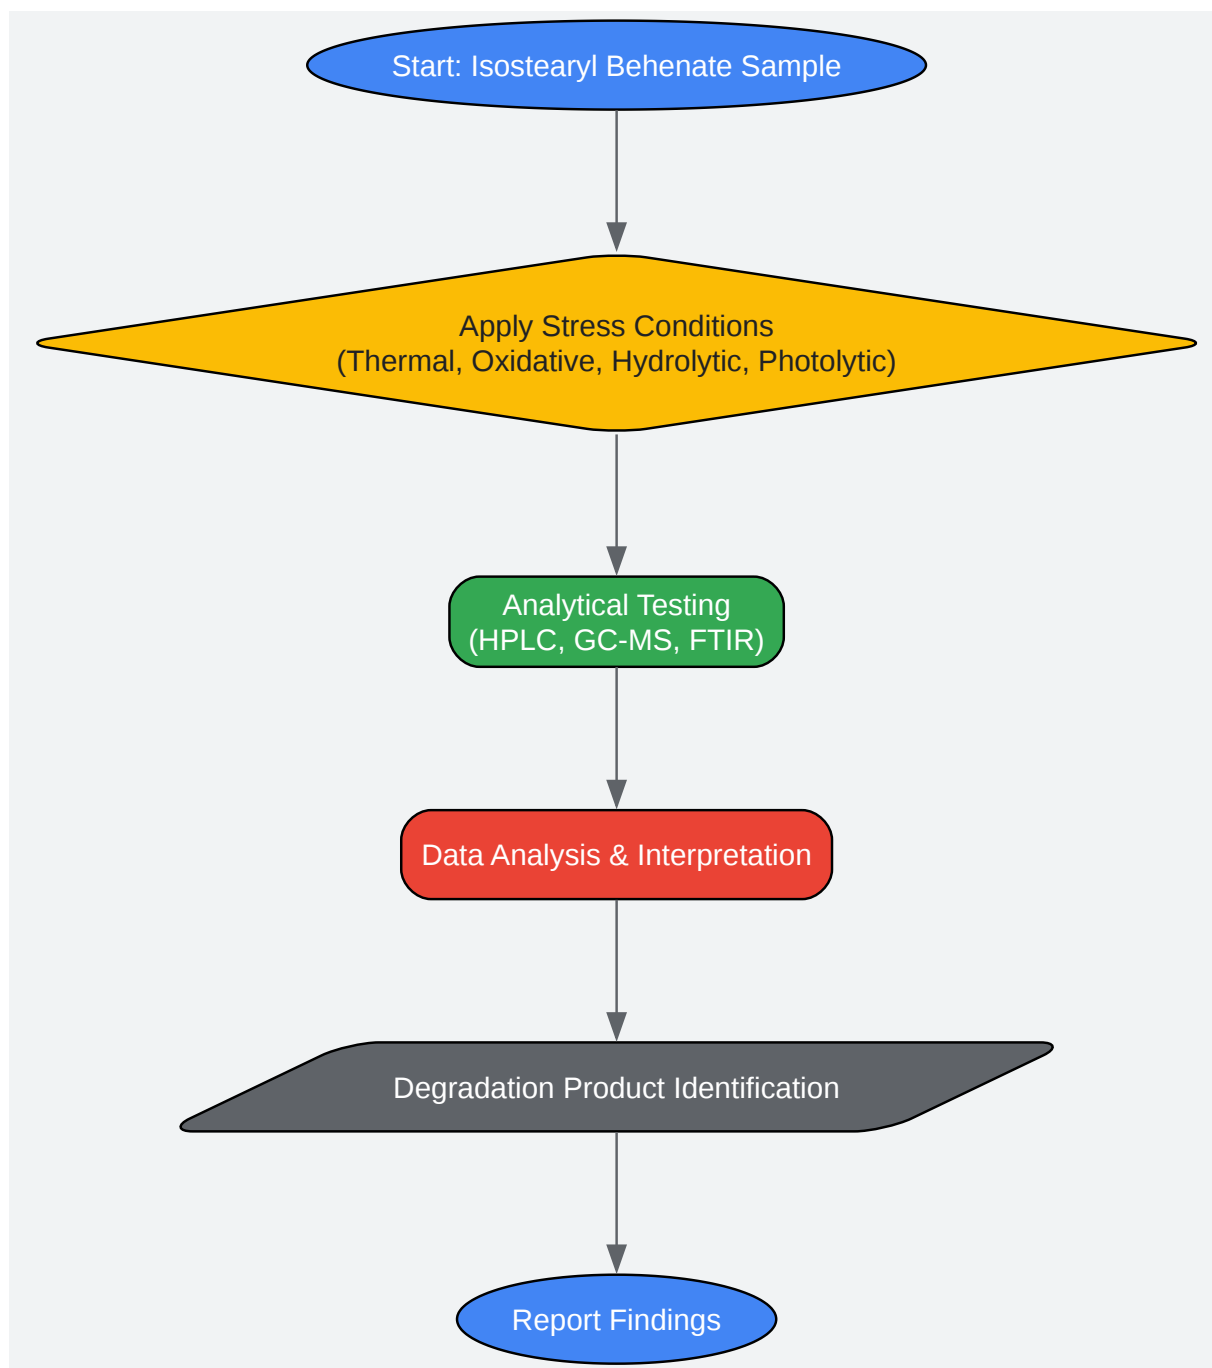 Start: Isostearyl Behenate Sample
Apply Stress Conditions
(Thermal, Oxidative, Hydrolytic, Photolytic)
Analytical Testing
(HPLC, GC-MS, FTIR)
Data Analysis & Interpretation
Degradation Product Identification
Report Findings